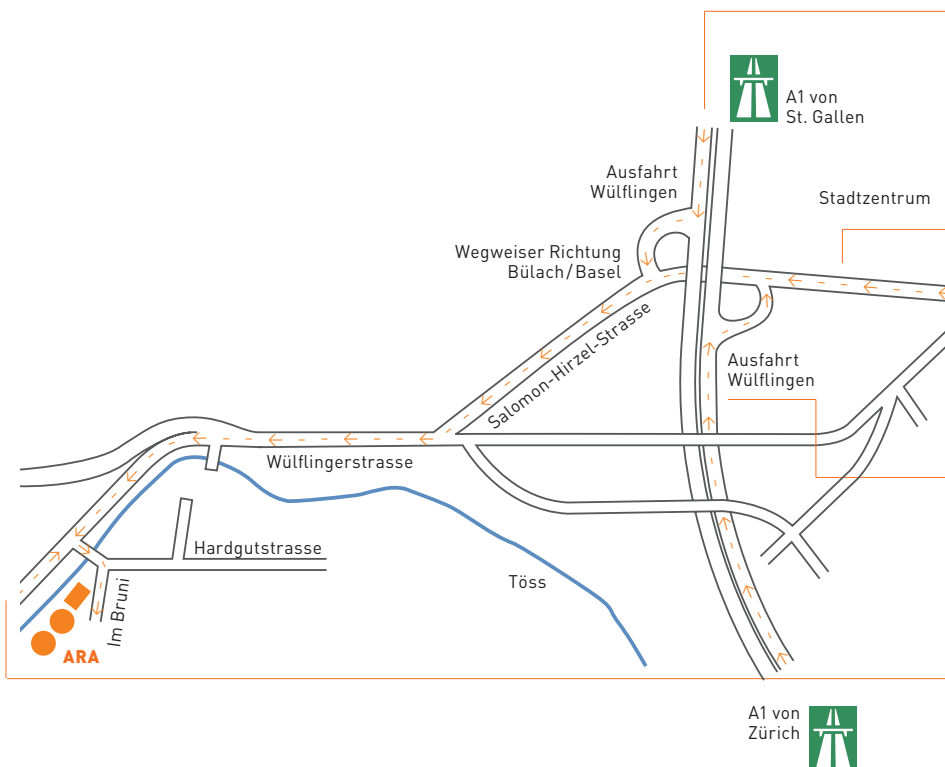 A1 von
St. Gallen
Ausfahrt
Wülflingen
Stadtzentrum
Wegweiser Richtung
Bülach/Basel
Salomon-Hirzel-Strasse
Ausfahrt
Wülflingen
Wülflingerstrasse
Hardgutstrasse
Töss
Im Bruni
ARA
A1 von
Zürich